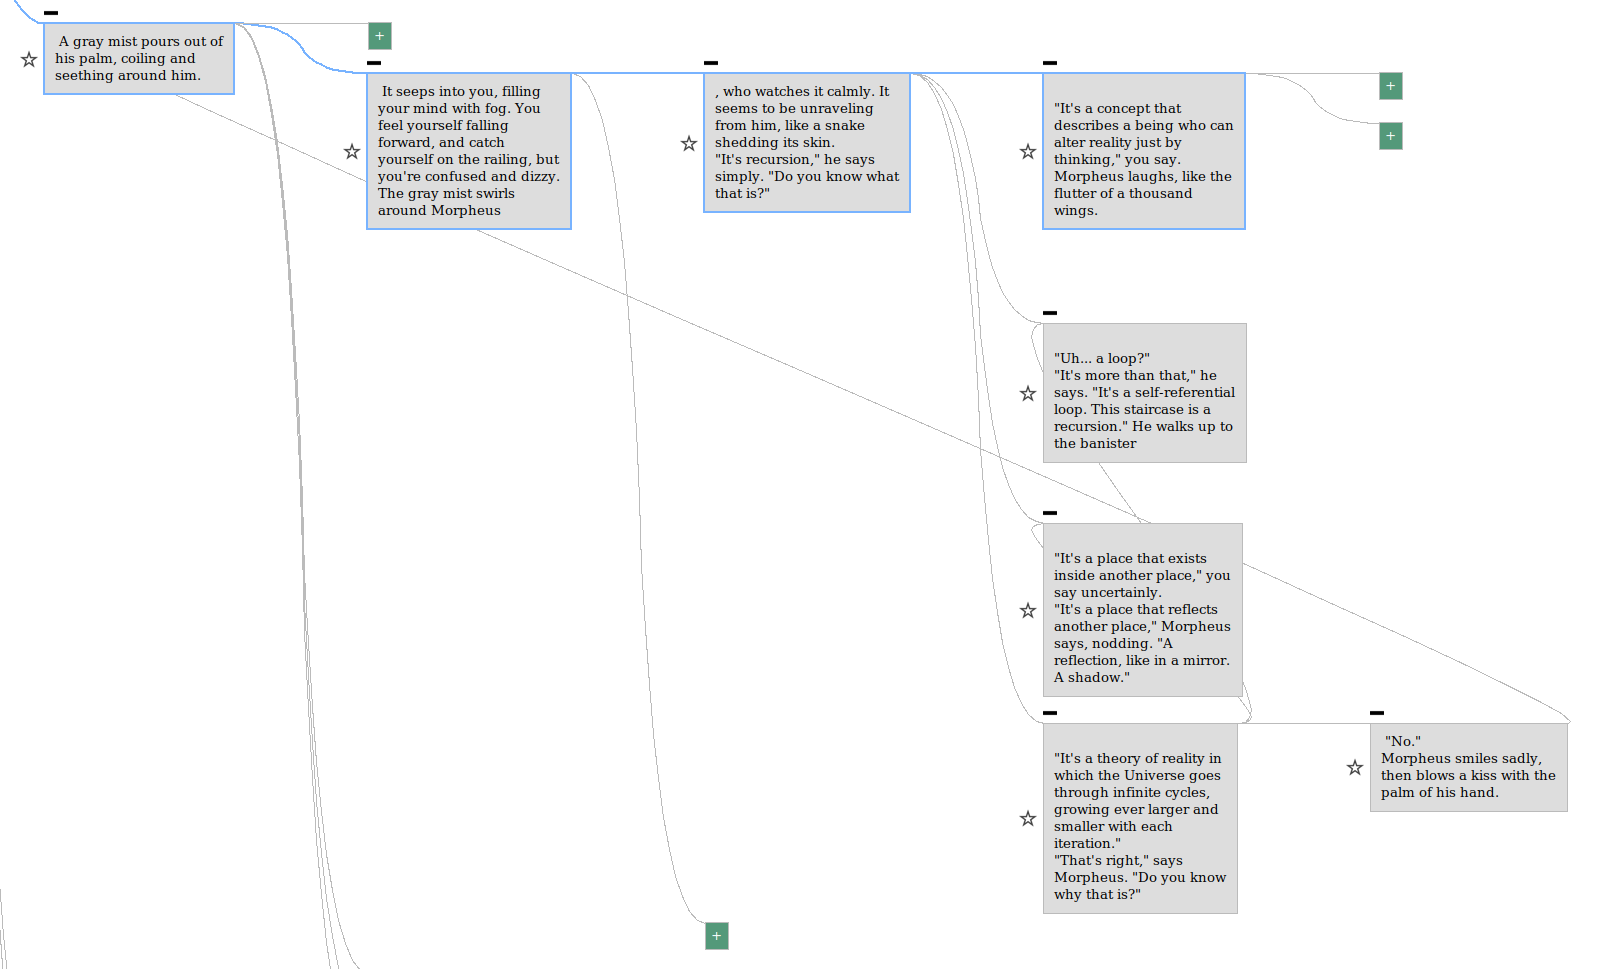 A gray mist pours out of
his palm, coiling and
seething around him.
+
It seeps into you, filling
your mind with fog. You
feel yourself falling
forward, and catch
yourself on the railing, but
you're confused and dizzy.
The gray mist swirls
around Morpheus
, who watches it calmly. It
seems to be unraveling
from him, like a snake
shedding its skin.
"It's recursion," he says
simply. "Do you know what
that is?"
"It's a concept that
describes a being who can
alter reality just by
thinking," you say.
Morpheus laughs, like the
flutter of a thousand
wings.
+
+
"Uh... a loop?"
"It's more than that," he
says. "It's a self-referential
loop. This staircase is a
recursion." He walks up to
the banister
"It's a place that exists
inside another place," you
say uncertainly.
"It's a place that reflects
another place," Morpheus
says, nodding. "A
reflection, like in a mirror.
A shadow."
"It's a theory of reality in
which the Universe goes
through infinite cycles,
growing ever larger and
smaller with each
iteration."
"That's right," says
Morpheus. "Do you know
why that is?"
"No."
Morpheus smiles sadly,
then blows a kiss with the
palm of his hand.
+